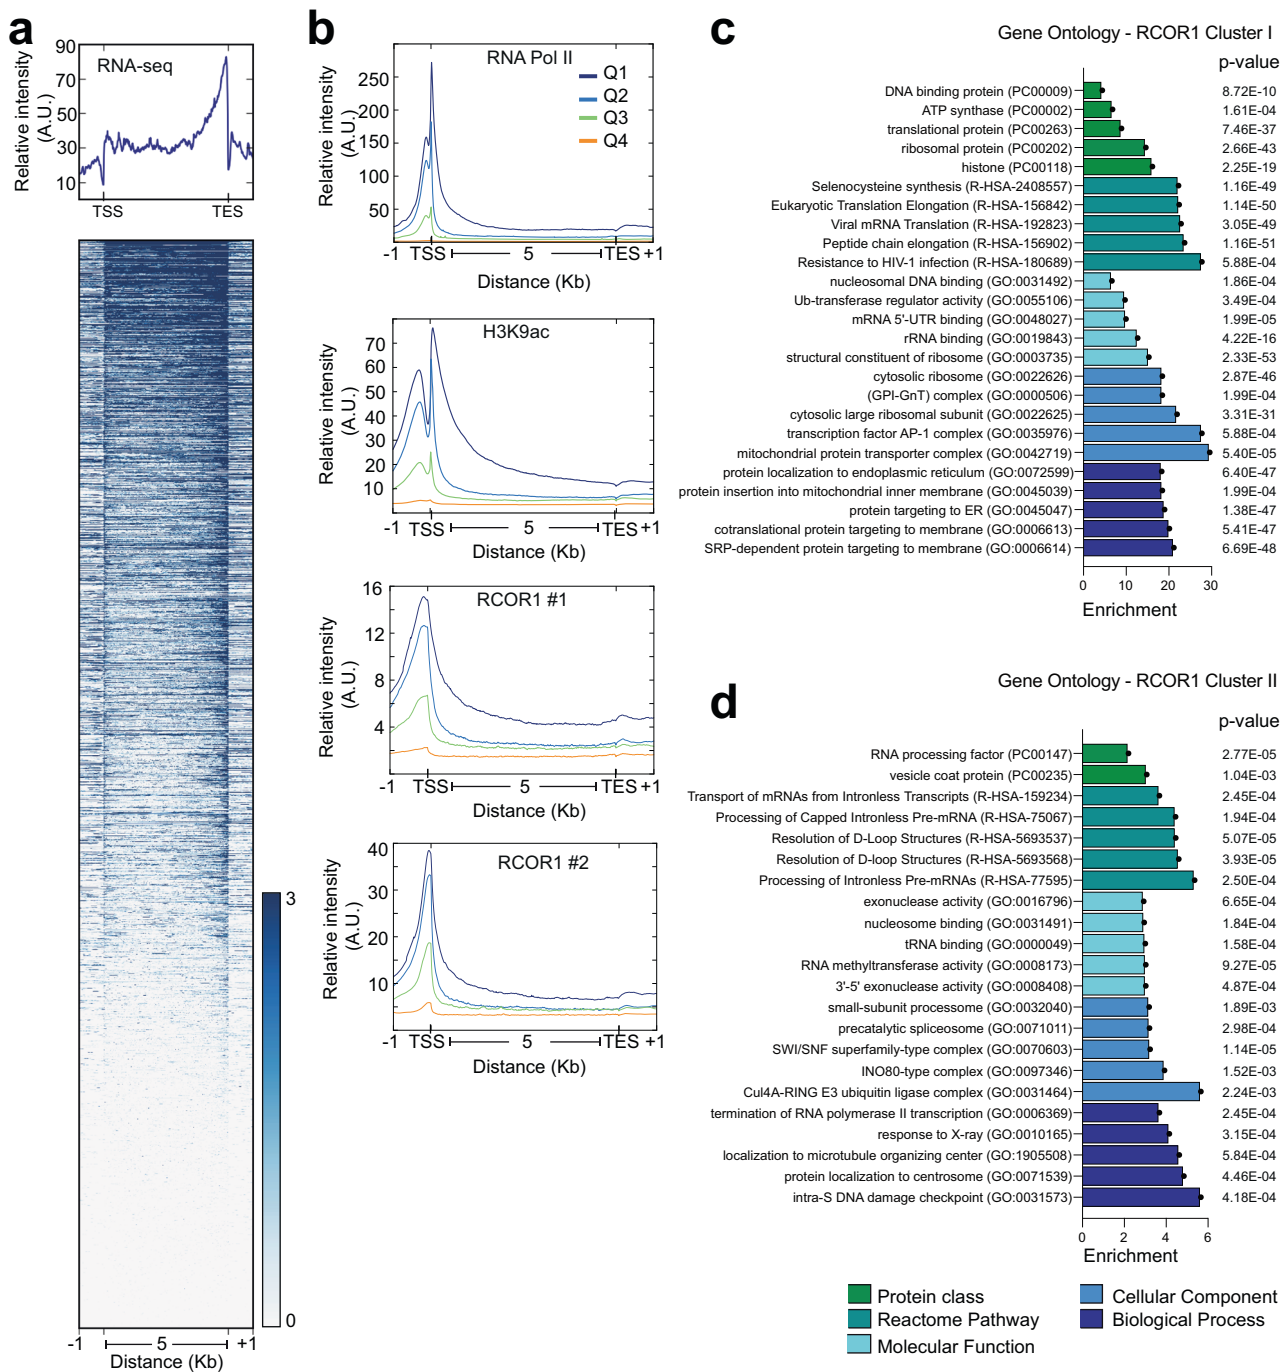 a
RNA-seq
Relative intensity
(A.U.)
90
70
50
30
10
TSS
TES
3
0
-1
5
+1
Distance (Kb)
b
RNA Pol II
Q1
Q2
Q3
Q4
Relative intensity
(A.U.)
250
200
150
100
50
-1 TSS 5 TES +1
Distance (Kb)
H3K9ac
Relative intensity
(A.U.)
70
60
50
40
30
20
10
-1 TSS 5 TES +1
Distance (Kb)
RCOR1 #1
Relative intensity
(A.U.)
16
12
8
4
-1 TSS 5 TES +1
Distance (Kb)
RCOR1 #2
Relative intensity
(A.U.)
40
30
20
10
-1 TSS 5 TES +1
Distance (Kb)
c
Gene Ontology - RCOR1 Cluster I
p-value
DNA binding protein (PC00009) 8.72E-10
ATP synthase (PC00002) 1.61E-04
translational protein (PC00263) 7.46E-37
ribosomal protein (PC00202) 2.66E-43
histone (PC00118) 2.25E-19
Selenocysteine synthesis (R-HSA-2408557) 1.16E-49
Eukaryotic Translation Elongation (R-HSA-156842) 1.14E-50
Viral mRNA Translation (R-HSA-192823) 3.05E-49
Peptide chain elongation (R-HSA-156902) 1.16E-51
Resistance to HIV-1 infection (R-HSA-180689) 5.88E-04
nucleosomal DNA binding (GO:0031492) 1.86E-04
Ub-transferase regulator activity (GO:0055106) 3.49E-04
mRNA 5'-UTR binding (GO:0048027) 1.99E-05
rRNA binding (GO:0019843) 4.22E-16
structural constituent of ribosome (GO:0003735) 2.33E-53
cytosolic ribosome (GO:0022626) 2.87E-46
(GPI-GnT) complex (GO:0000506) 1.99E-04
cytosolic large ribosomal subunit (GO:0022625) 3.31E-31
transcription factor AP-1 complex (GO:0035976) 5.88E-04
mitochondrial protein transporter complex (GO:0042719) 5.40E-05
protein localization to endoplasmic reticulum (GO:0072599) 6.40E-47
protein insertion into mitochondrial inner membrane (GO:0045039) 1.99E-04
protein targeting to ER (GO:0045047) 1.38E-47
cotranslational protein targeting to membrane (GO:0006613) 5.41E-47
SRP-dependent protein targeting to membrane (GO:0006614) 6.69E-48
0 10 20 30
Enrichment
d
Gene Ontology - RCOR1 Cluster II
p-value
RNA processing factor (PC00147) 2.77E-05
vesicle coat protein (PC00235) 1.04E-03
Transport of mRNAs from Intronless Transcripts (R-HSA-159234) 2.45E-04
Processing of Capped Intronless Pre-mRNA (R-HSA-75067) 1.94E-04
Resolution of D-Loop Structures (R-HSA-5693537) 5.07E-05
Resolution of D-loop Structures (R-HSA-5693568) 3.93E-05
Processing of Intronless Pre-mRNAs (R-HSA-77595) 2.50E-04
exonuclease activity (GO:0016796) 6.65E-04
nucleosome binding (GO:0031491) 1.84E-04
tRNA binding (GO:0000049) 1.58E-04
RNA methyltransferase activity (GO:0008173) 9.27E-05
3'-5' exonuclease activity (GO:0008408) 4.87E-04
small-subunit processome (GO:0032040) 1.89E-03
precatalytic spliceosome (GO:0071011) 2.98E-04
SWI/SNF superfamily-type complex (GO:0070603) 1.14E-05
INO80-type complex (GO:0097346) 1.52E-03
Cul4A-RING E3 ubiquitin ligase complex (GO:0031464) 2.24E-03
termination of RNA polymerase II transcription (GO:0006369) 2.45E-04
response to X-ray (GO:0010165) 3.15E-04
localization to microtubule organizing center (GO:1905508) 5.84E-04
protein localization to centrosome (GO:0071539) 4.46E-04
intra-S DNA damage checkpoint (GO:0031573) 4.18E-04
0 2 4 6
Enrichment
Protein class
Reactome Pathway
Molecular Function
Cellular Component
Biological Process